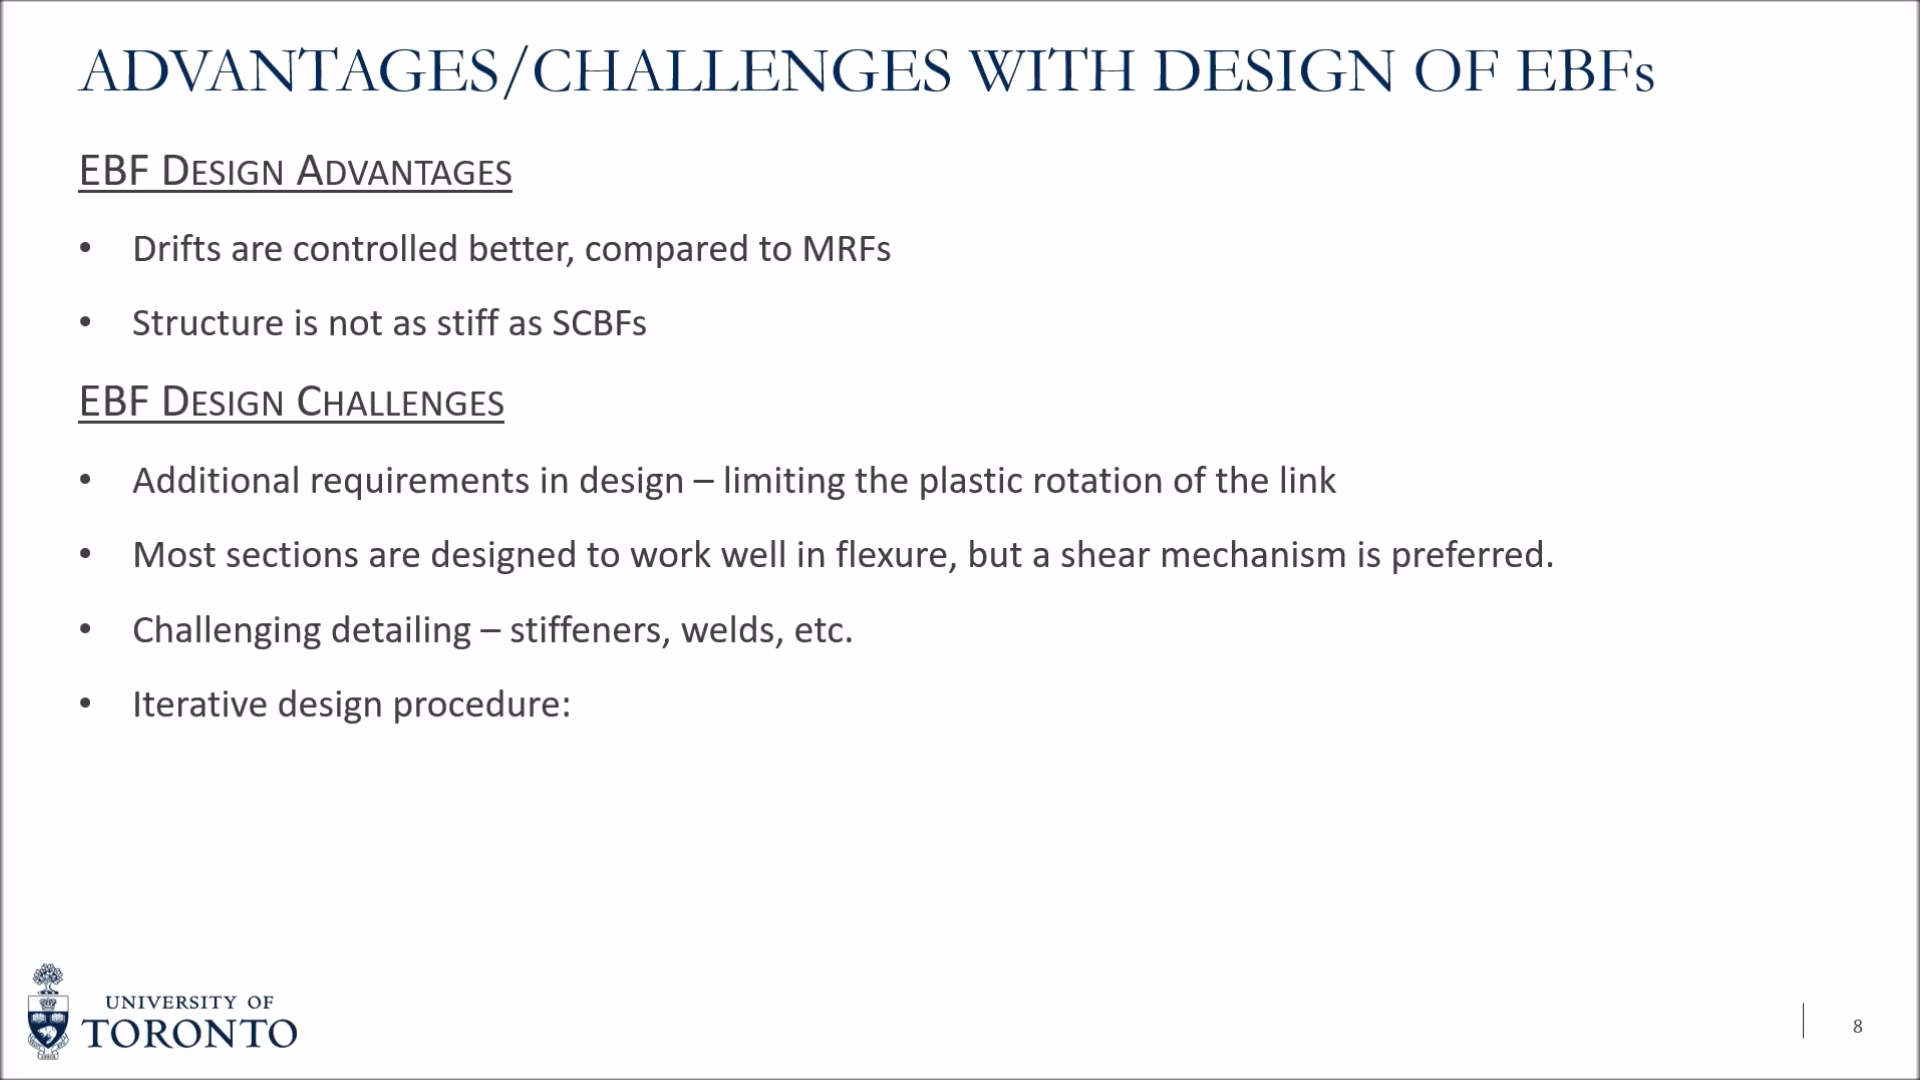 ADVANTAGES/CHALLENGES WITH DESIGN OF EBFs
EBF DESIGN ADVANTAGES
• Drifts are controlled better, compared to MRFs
• Structure is not as stiff as SCBFs
EBF DESIGN CHALLENGES
• Additional requirements in design – limiting the plastic rotation of the link
• Most sections are designed to work well in flexure, but a shear mechanism is preferred.
• Challenging detailing – stiffeners, welds, etc.
• Iterative design procedure:
UNIVERSITY OF
TORONTO
8